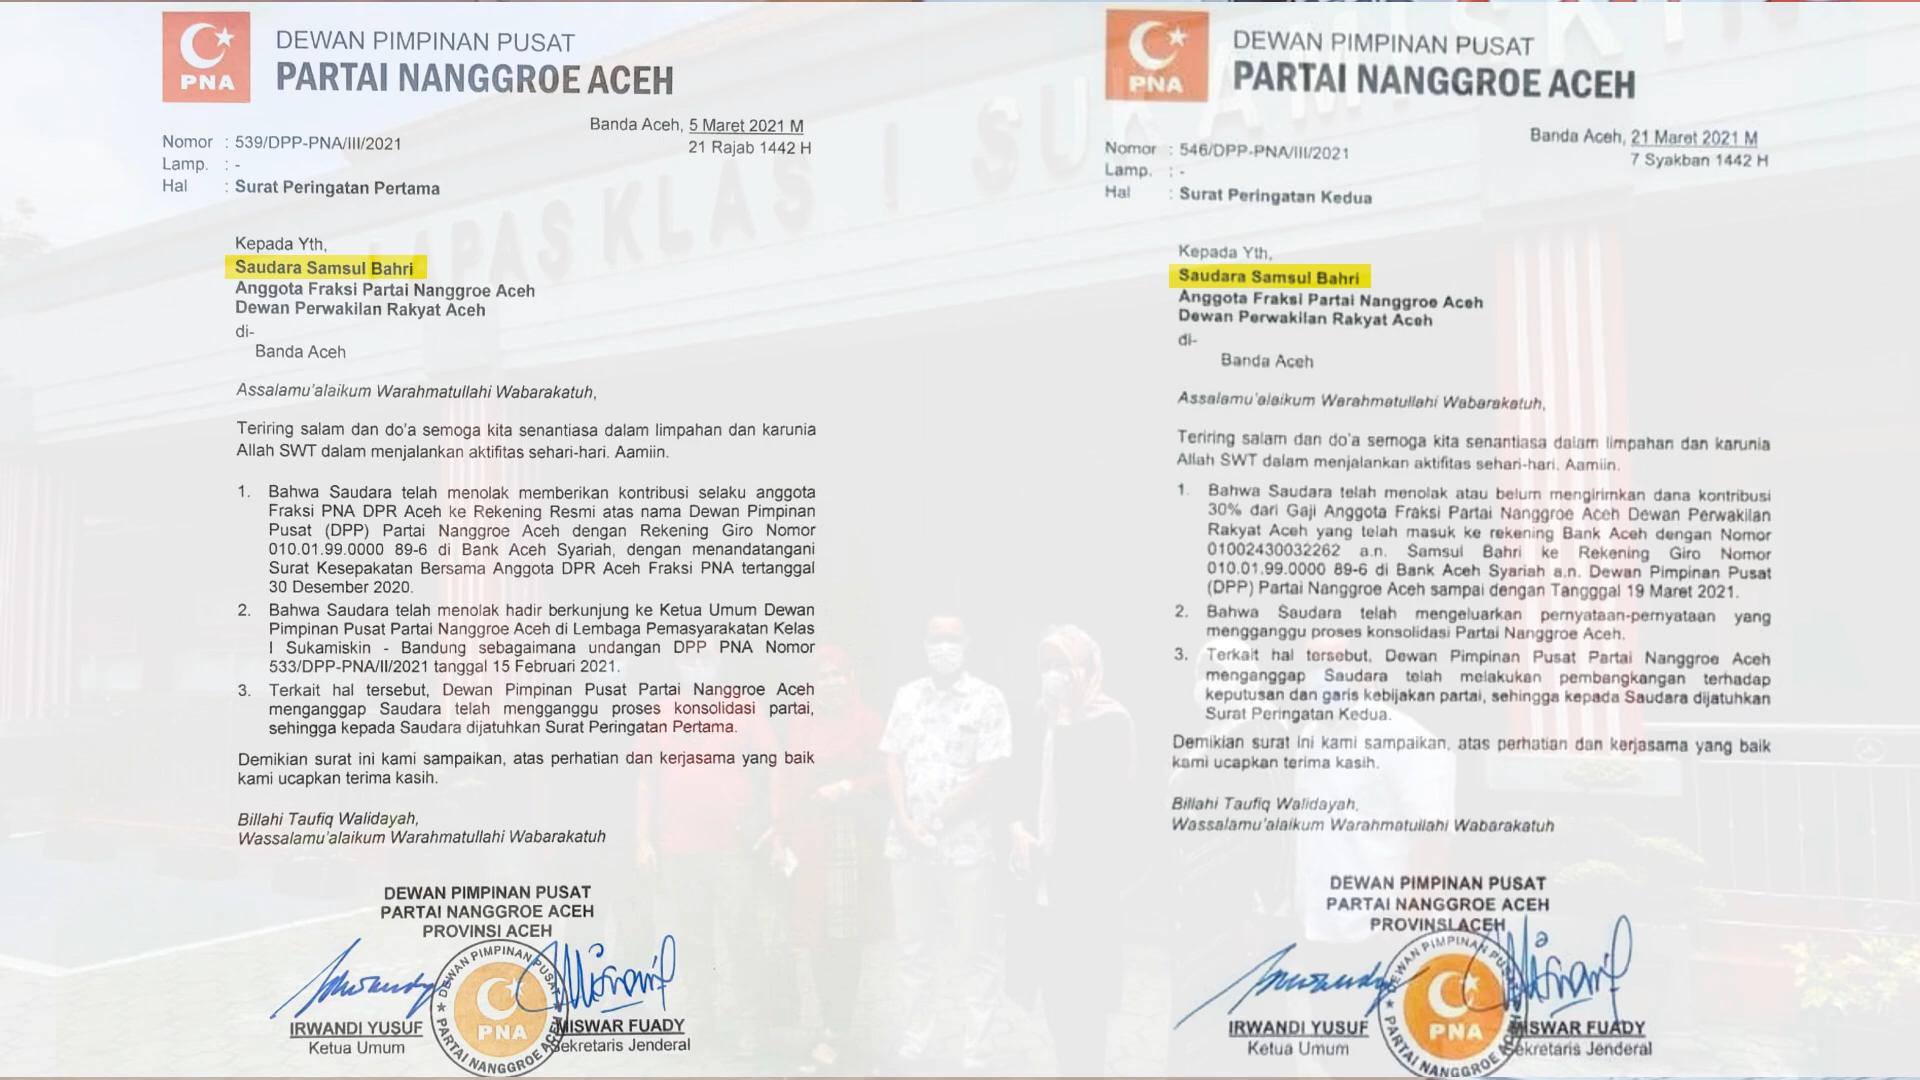 PNA
DEWAN PIMPINAN PUSAT
PARTAI NANGGROE ACEH
Banda Aceh, 5 Maret 2021 M
21 Rajab 1442 H
Nomor : 539/DPP-PNA/III/2021
Lamp. : -
Hal : Surat Peringatan Pertama
Kepada Yth,
Saudara Samsul Bahri
Anggota Fraksi Partai Nanggroe Aceh
Dewan Perwakilan Rakyat Aceh
di-
Banda Aceh
Assalamu'alaikum Warahmatullahi Wabarakatuh,
Teriring salam dan do'a semoga kita senantiasa dalam limpahan dan karunia
Allah SWT dalam menjalankan aktifitas sehari-hari. Aamiin.
1. Bahwa Saudara telah menolak memberikan kontribusi selaku anggota
Fraksi PNA DPR Aceh ke Rekening Resmi atas nama Dewan Pimpinan
Pusat (DPP) Partai Nanggroe Aceh dengan Rekening Giro Nomor
010.01.99.0000 89-6 di Bank Aceh Syariah, dengan menandatangani
Surat Kesepakatan Bersama Anggota DPR Aceh Fraksi PNA tertanggal
30 Desember 2020.
2. Bahwa Saudara telah menolak hadir berkunjung ke Ketua Umum Dewan
Pimpinan Pusat Partai Nanggroe Aceh di Lembaga Pemasyarakatan Kelas
I Sukamiskin - Bandung sebagaimana undangan DPP PNA Nomor
533/DPP-PNA/II/2021 tanggal 15 Februari 2021.
3. Terkait hal tersebut, Dewan Pimpinan Pusat Partai Nanggroe Aceh
menganggap Saudara telah mengganggu proses konsolidasi partai,
sehingga kepada Saudara dijatuhkan Surat Peringatan Pertama.
Demikian surat ini kami sampaikan, atas perhatian dan kerjasama yang baik
kami ucapkan terima kasih.
Billahi Taufiq Walidayah,
Wassalamu'alaikum Warahmatullahi Wabarakatuh
DEWAN PIMPINAN PUSAT
PARTAI NANGGROE ACEH
PROVINSI ACEH
DEWAN PIMPINAN PUSAT
PNA
PARTAI NANGGROE ACEH
IRWANDI YUSUF
Ketua Umum
MISWAR FUADY
Sekretaris Jenderal
PNA
DEWAN PIMPINAN PUSAT
PARTAI NANGGROE ACEH
Banda Aceh, 21 Maret 2021 M
7 Syakban 1442 H
Nomor : 546/DPP-PNA/III/2021
Lamp. : -
Hal : Surat Peringatan Kedua
Kepada Yth,
Saudara Samsul Bahri
Anggota Fraksi Partai Nanggroe Aceh
Dewan Perwakilan Rakyat Aceh
di-
Banda Aceh
Assalamu'alaikum Warahmatullahi Wabarakatuh,
Teriring salam dan do'a semoga kita senantiasa dalam limpahan dan karunia
Allah SWT dalam menjalankan aktifitas sehari-hari. Aamiin.
1. Bahwa Saudara telah menolak atau belum mengirimkan dana kontribusi
30% dari Gaji Anggota Fraksi Partai Nanggroe Aceh Dewan Perwakilan
Rakyat Aceh yang telah masuk ke rekening Bank Aceh dengan Nomor
01002430032262 a.n. Samsul Bahri ke Rekening Giro Nomor
010.01.99.0000 89-6 di Bank Aceh Syariah a.n. Dewan Pimpinan Pusat
(DPP) Partai Nanggroe Aceh sampai dengan Tangggal 19 Maret 2021.
2. Bahwa Saudara telah mengeluarkan pernyataan-pernyataan yang
mengganggu proses konsolidasi Partai Nanggroe Aceh.
3. Terkait hal tersebut, Dewan Pimpinan Pusat Partai Nanggroe Aceh
menganggap Saudara telah melakukan pembangkangan terhadap
keputusan dan garis kebijakan partai, sehingga kepada Saudara dijatuhkan
Surat Peringatan Kedua.
Demikian surat ini kami sampaikan, atas perhatian dan kerjasama yang baik
kami ucapkan terima kasih.
Billahi Taufiq Walidayah,
Wassalamu'alaikum Warahmatullahi Wabarakatuh
DEWAN PIMPINAN PUSAT
PARTAI NANGGROE ACEH
PROVINSI ACEH
DEWAN PIMPINAN PUSAT
PNA
PARTAI NANGGROE ACEH
IRWANDI YUSUF
Ketua Umum
MISWAR FUADY
Sekretaris Jenderal
LAPAS KLAS I SUKAMISKIN